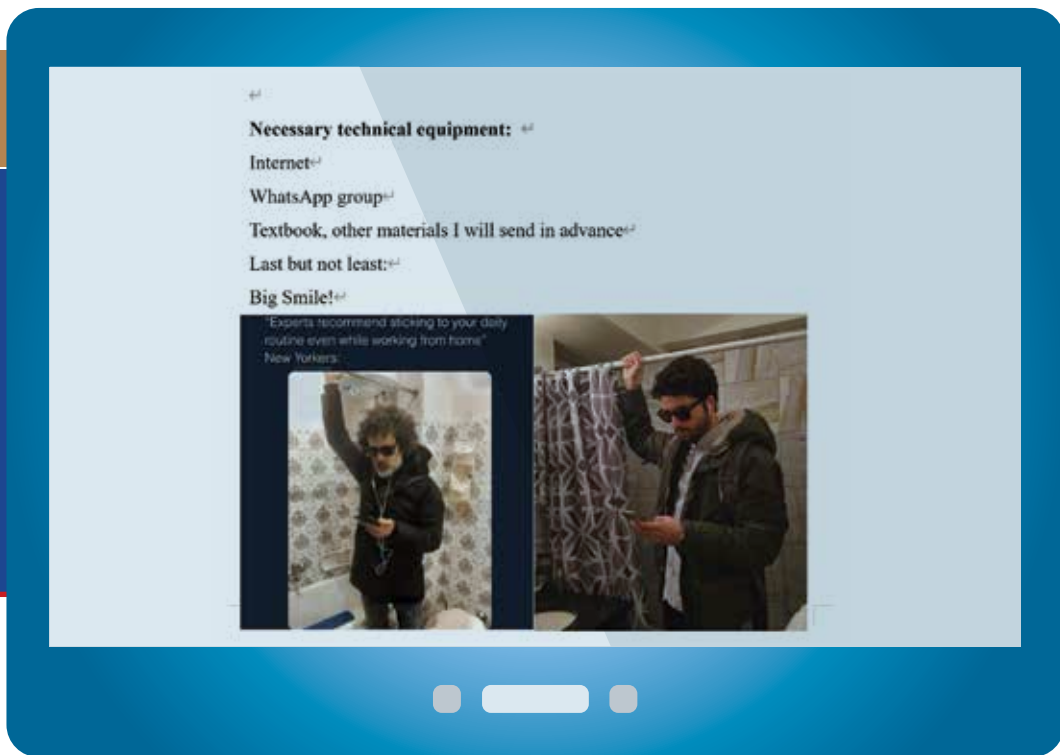 Necessary technical equipment:
Internet
WhatsApp group
Textbook, other materials I will send in advance
Last but not least:
Big Smile!
"Experts recommend sticking to your daily
routine even while working from home"
New Yorkers: